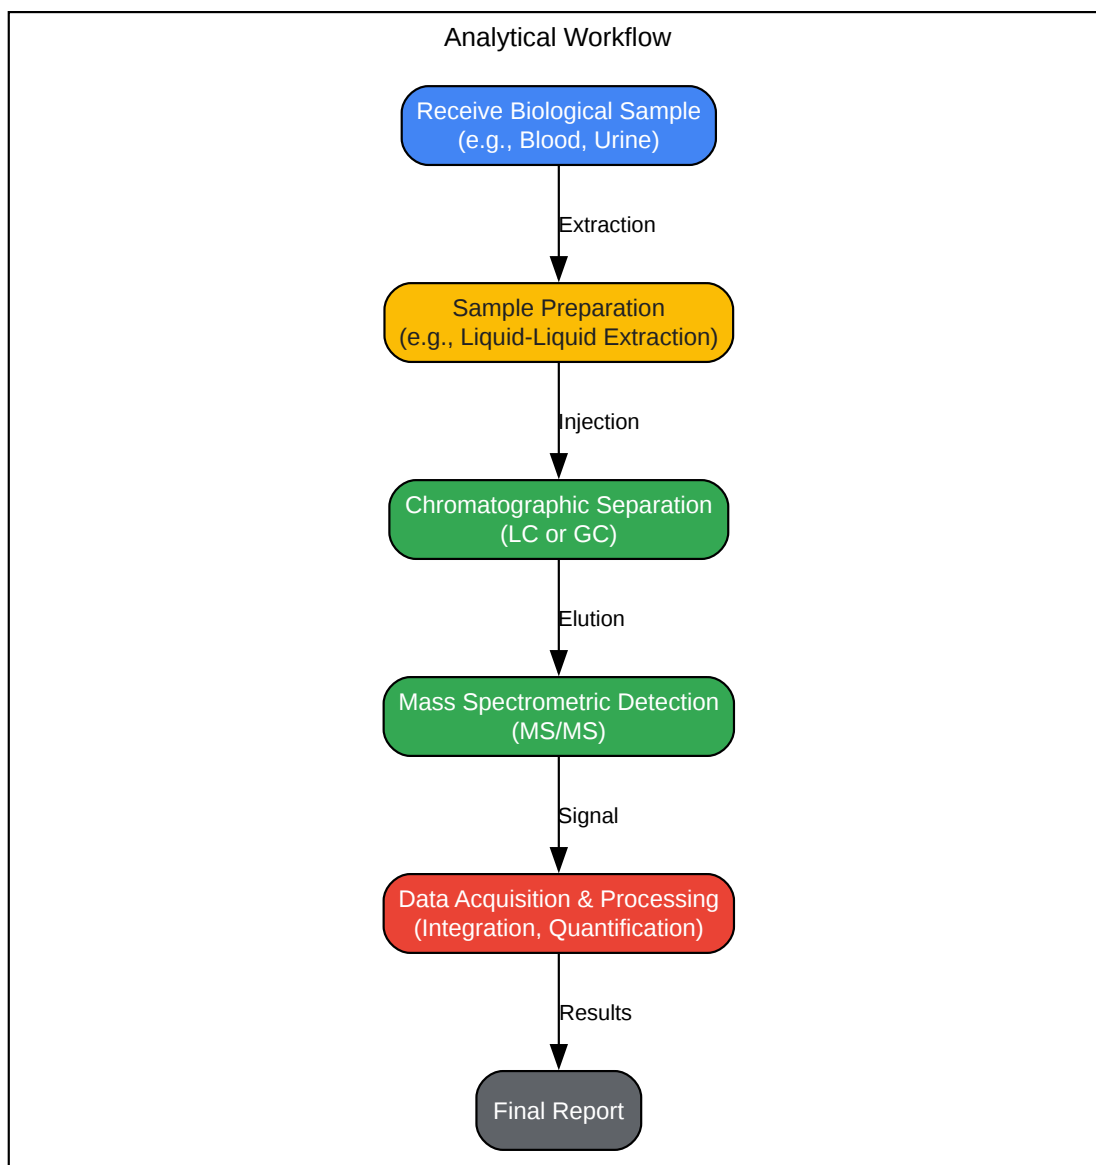 Analytical Workflow
Receive Biological Sample
(e.g., Blood, Urine)
Extraction
Sample Preparation
(e.g., Liquid-Liquid Extraction)
Injection
Chromatographic Separation
(LC or GC)
Elution
Mass Spectrometric Detection
(MS/MS)
Signal
Data Acquisition & Processing
(Integration, Quantification)
Results
Final Report